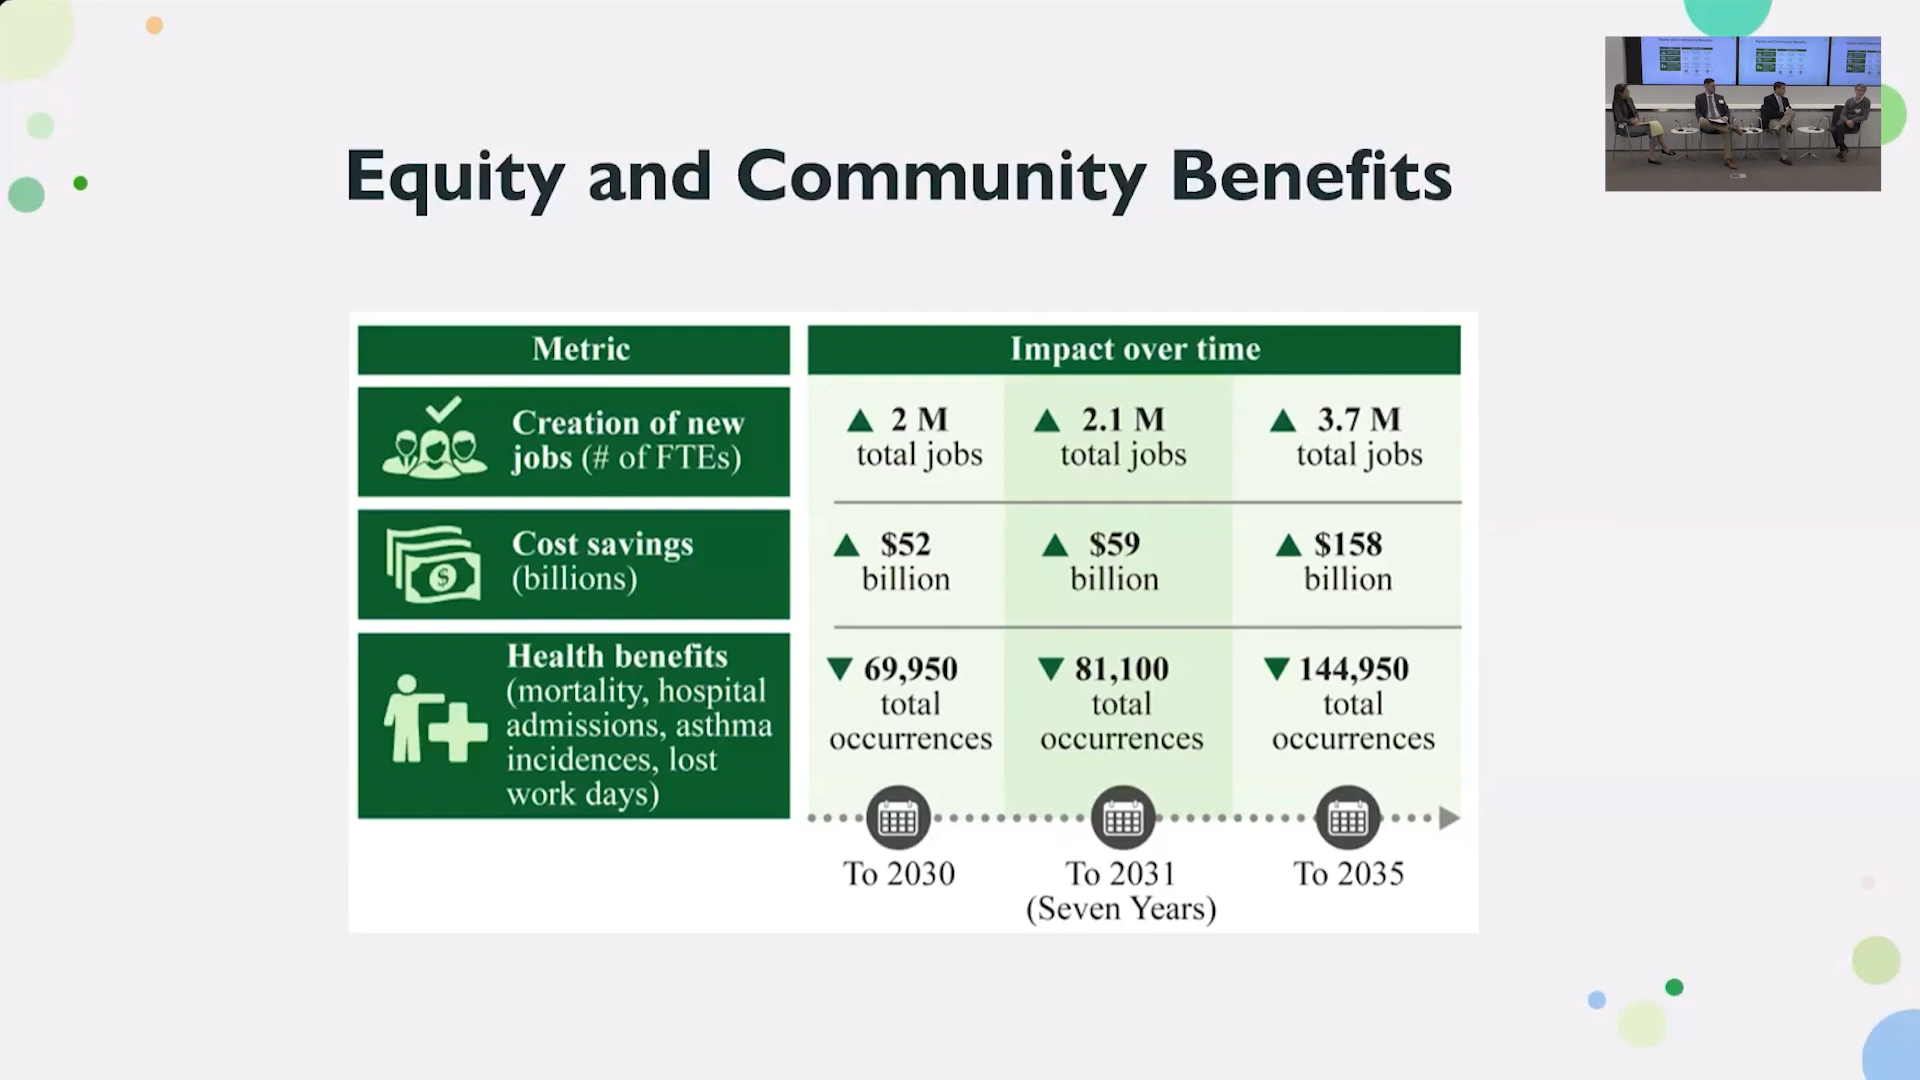 Equity and Community Benefits
Metric
Impact over time
Creation of new
jobs (# of FTEs)
▲ 2 M
total jobs
▲ 2.1 M
total jobs
▲ 3.7 M
total jobs
Cost savings
(billions)
▲ $52
billion
▲ $59
billion
▲ $158
billion
Health benefits
(mortality, hospital
admissions, asthma
incidences, lost
work days)
▼ 69,950
total
occurrences
▼ 81,100
total
occurrences
▼ 144,950
total
occurrences
To 2030
To 2031
(Seven Years)
To 2035